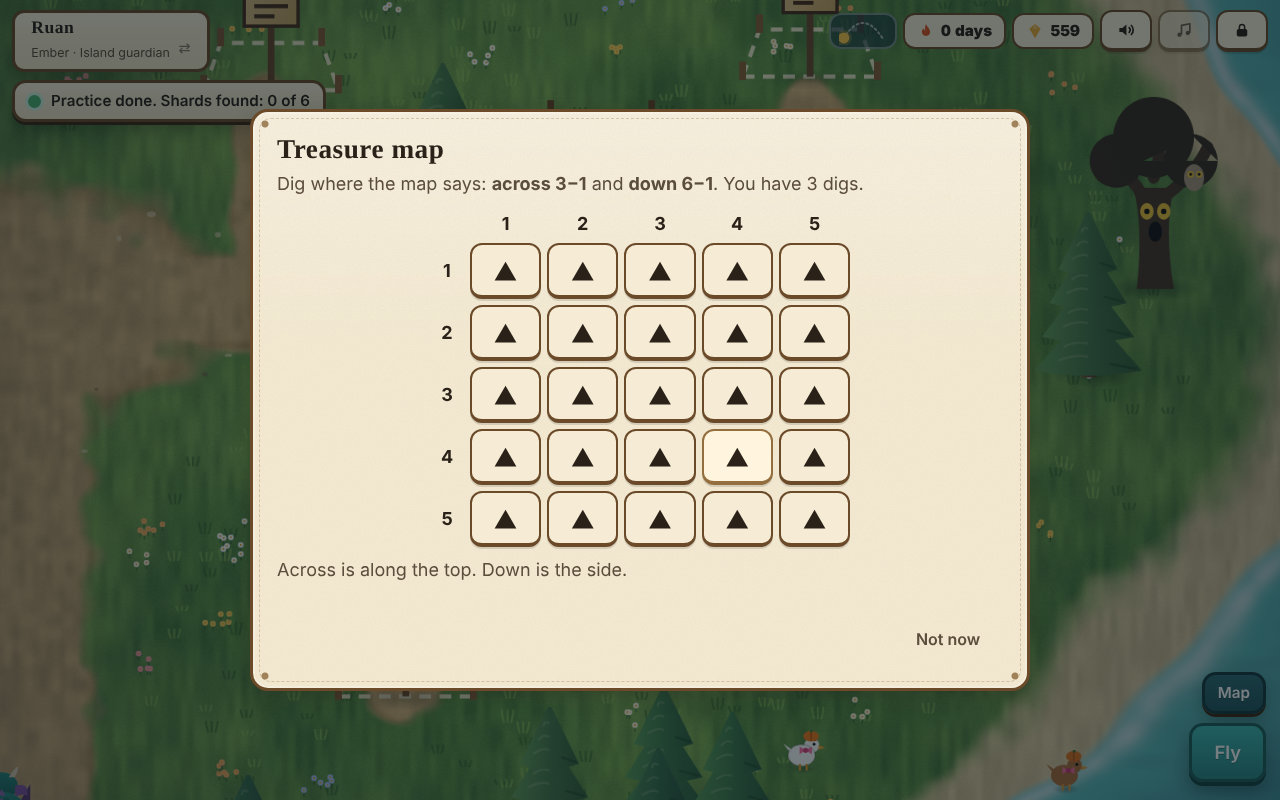 Ruan
Ember · Island guardian ⇄
0 days
559
Practice done. Shards found: 0 of 6
Treasure map
Dig where the map says: across 3−1 and down 6−1. You have 3 digs.
1 2 3 4 5
1
2
3
4
5
Across is along the top. Down is the side.
Not now
Map
Fly